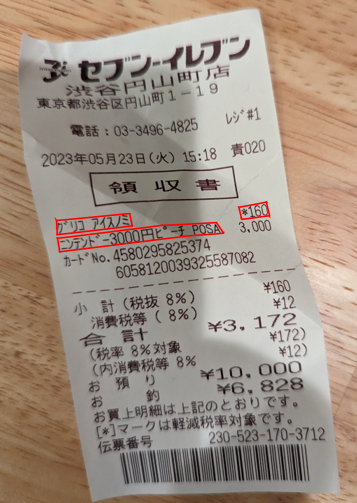 セブン-イレブン
渋谷円山町店
東京都渋谷区円山町1-19
電話:03-3496-4825 レジ#1
2023年05月23日(火) 15:18 責020
領収書
グリコ アイスノミ *160
ニンテンドー3000円ピーチ POSA 3,000
カードNo.4580295825374
6058120039325587082
小計(税抜 8%) ¥160
消費税等( 8%) ¥12
合計 ¥3,172
(税率 8%対象 ¥172)
(内消費税等 8% ¥12)
お預り ¥10,000
お釣 ¥6,828
お買上明細は上記のとおりです。
[*]マークは軽減税率対象です。
伝票番号 230-523-170-3712